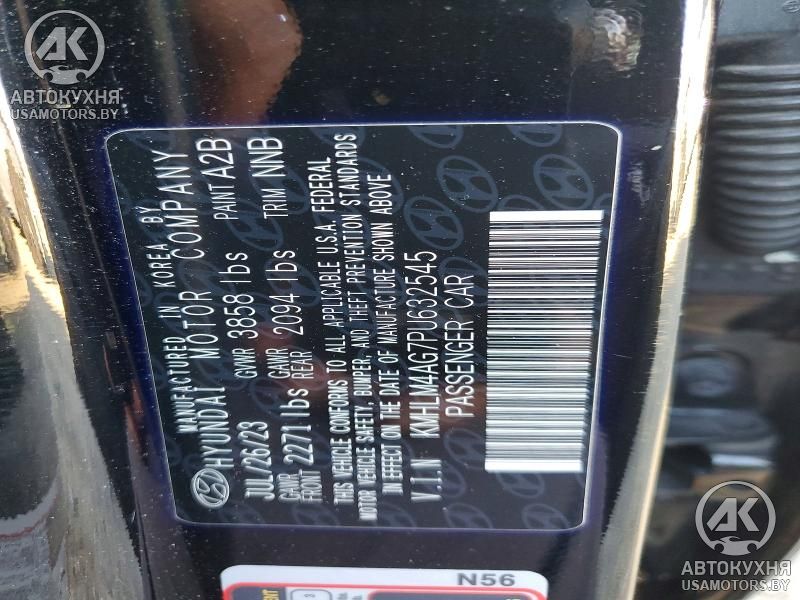 АК
АВТОКУХНЯ
USAMOTORS.BY
MANUFACTURED IN KOREA BY
HYUNDAI MOTOR COMPANY
JUL/26/23 GVWR 3858 lbs PAINT A2B
GAWR FRONT 2271 lbs GAWR REAR 2094 lbs TRIM NNB
THIS VEHICLE CONFORMS TO ALL APPLICABLE U.S.A. FEDERAL
MOTOR VEHICLE SAFETY, BUMPER, AND THEFT PREVENTION STANDARDS
IN EFFECT ON THE DATE OF MANUFACTURE SHOWN ABOVE
V.I.N KMHLM4AG7PU632545
PASSENGER CAR
N56
АК
АВТОКУХНЯ
USAMOTORS.BY